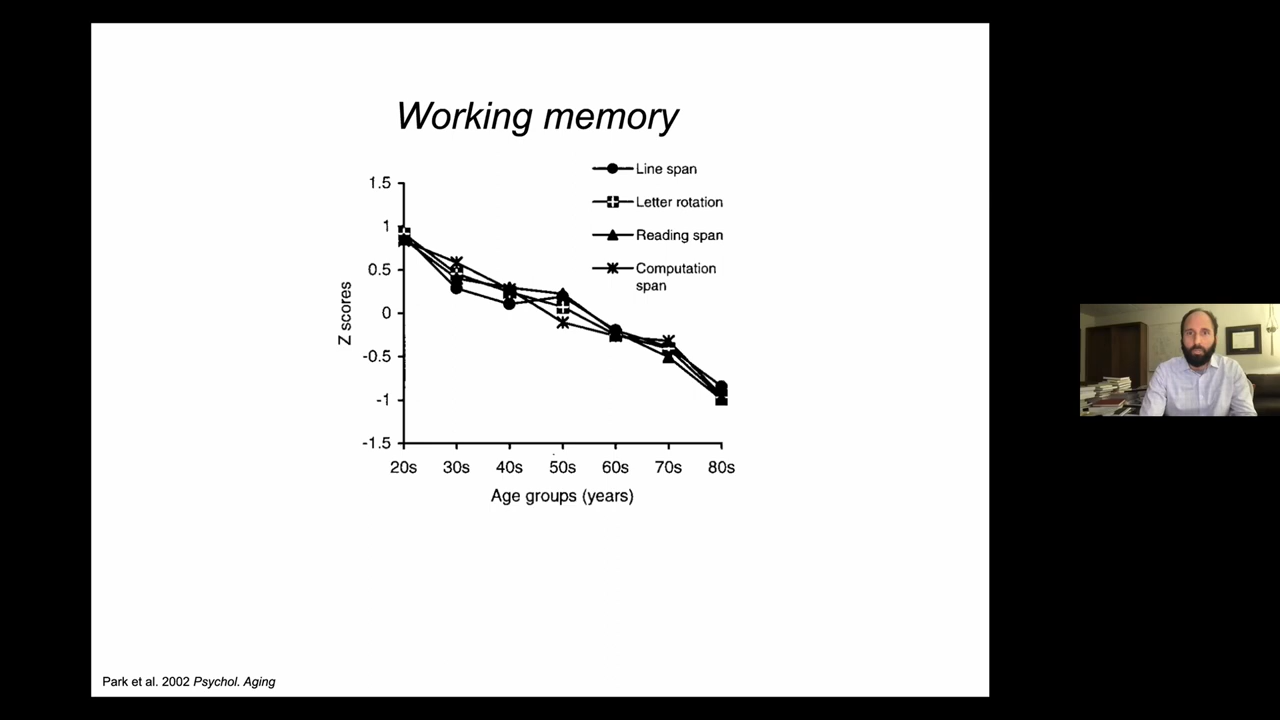 Working memory
Line span
Letter rotation
Reading span
Computation
span
1.5
1
0.5
0
-0.5
-1
-1.5
Z scores
20s 30s 40s 50s 60s 70s 80s
Age groups (years)
Park et al. 2002 Psychol. Aging